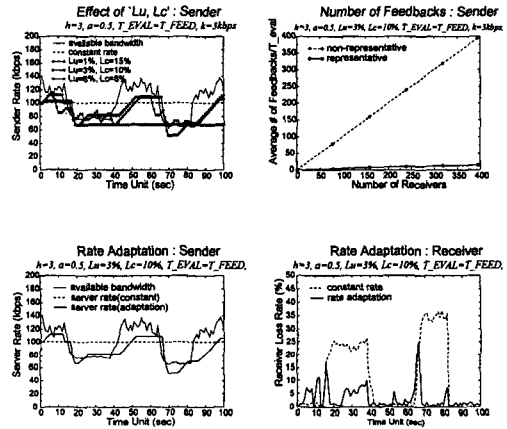 Effect of `Lu, Lc' : Sender
h=3, a=0.5, T_EVAL=T_FEED, k=3kbps
available bandwidth
constant rate
Lu=1%, Lc=15%
Lu=3%, Lc=10%
Lu=6%, Lc=8%
Sender Rate (kbps)
200
180
160
140
120
100
80
60
40
20
0
0 10 20 30 40 50 60 70 80 90 100
Time Unit (sec)
Number of Feedbacks : Sender
h=3, a=0.5, Lu=3%, Lc=10%, T_EVAL=T_FEED, k=3kbps,
non-representative
representative
Average # of Feedbacks/T_eval
400
350
300
250
200
150
100
50
0
0 50 100 150 200 250 300 350 400
Number of Receivers
Rate Adaptation : Sender
h=3, a=0.5, Lu=3%, Lc=10%, T_EVAL=T_FEED,
available bandwidth
server rate(constant)
server rate(adaptation)
Server Rate (kbps)
200
180
160
140
120
100
80
60
40
20
0
0 10 20 30 40 50 60 70 80 90 100
Time Unit (sec)
Rate Adaptation : Receiver
h=3, a=0.5, Lu=3%, Lc=10%, T_EVAL=T_FEED,
constant rate
rate adaptation
Receiver Loss Rate (%)
50
45
40
35
30
25
20
15
10
5
0
0 10 20 30 40 50 60 70 80 90 100
Time Unit (sec)